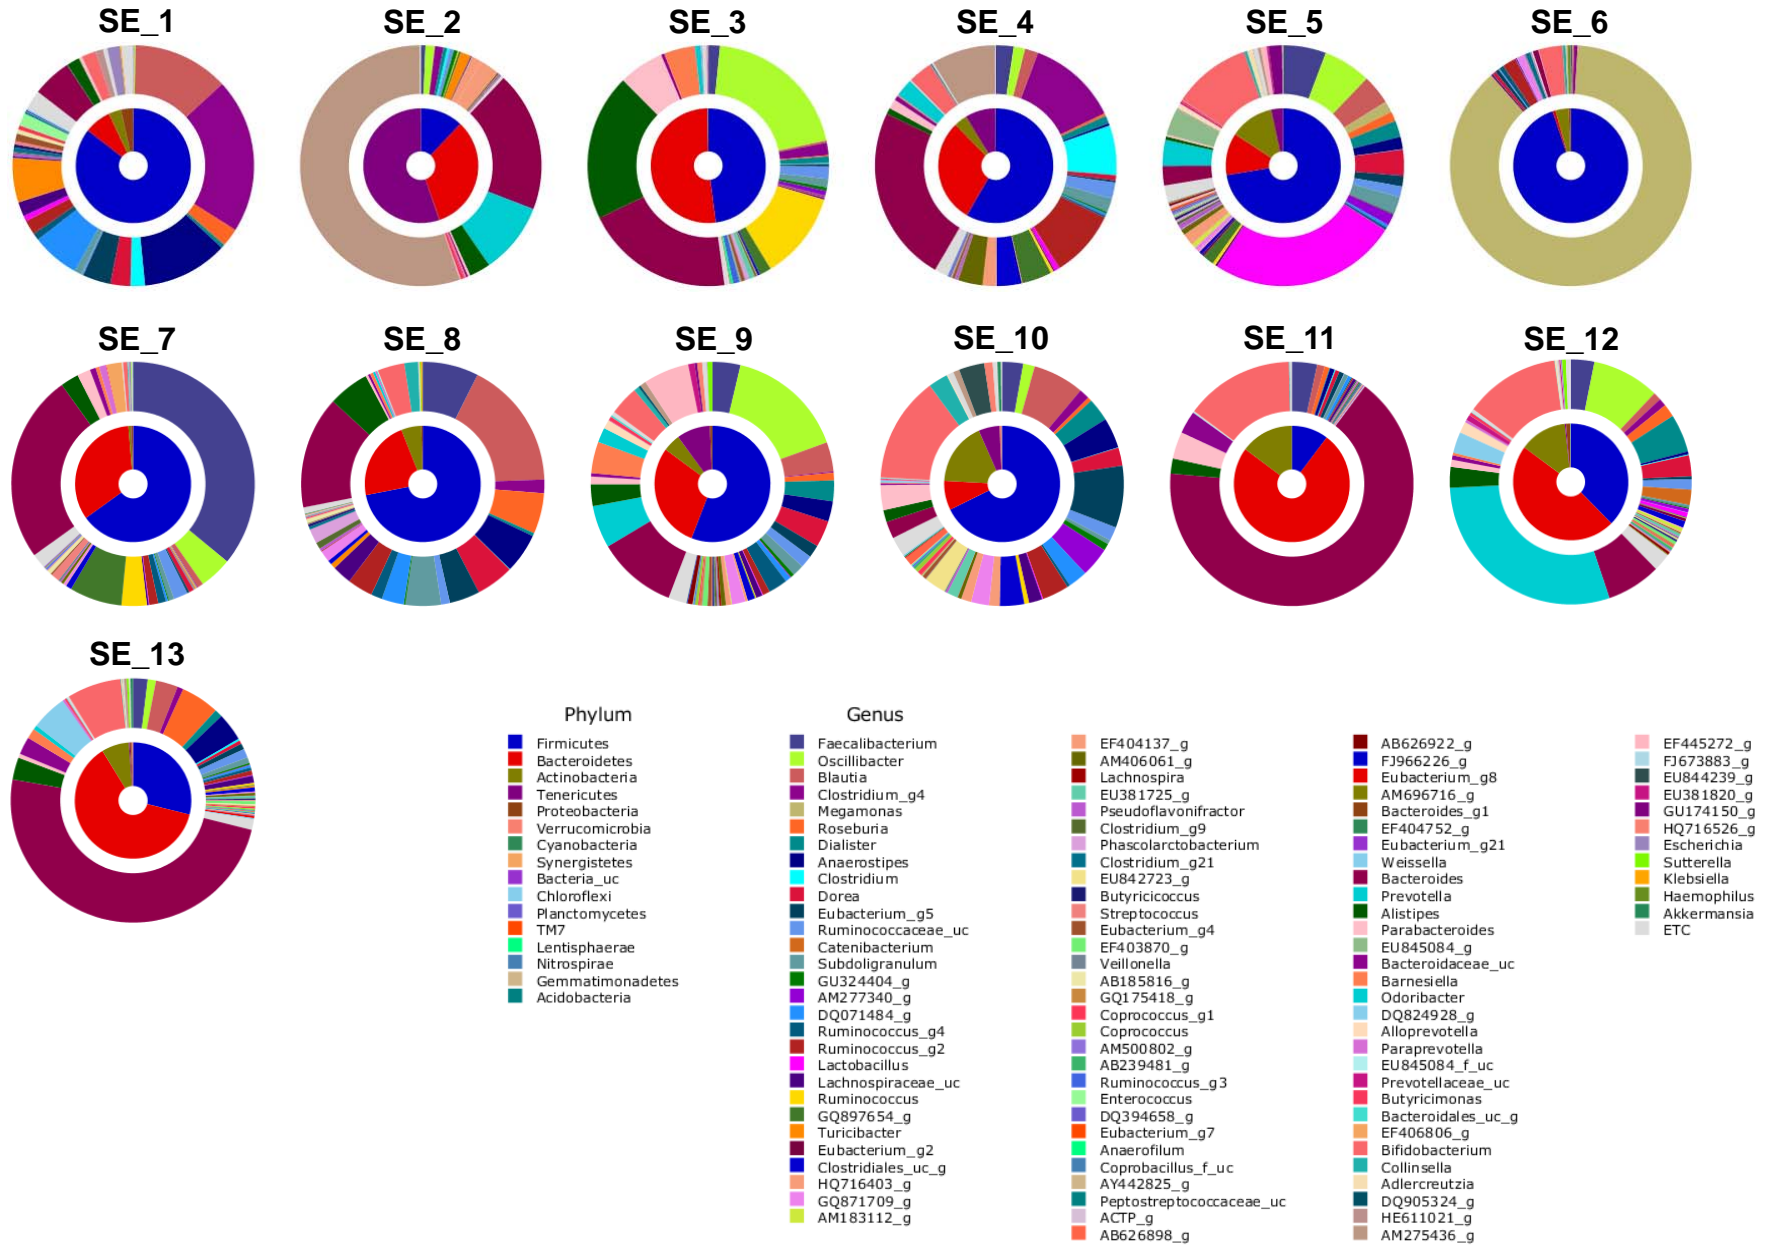 SE_1
SE_2
SE_3
SE_4
SE_5
SE_6
SE_7
SE_8
SE_9
SE_10
SE_11
SE_12
SE_13
Phylum
Firmicutes
Bacteroidetes
Actinobacteria
Tenericutes
Proteobacteria
Verrucomicrobia
Cyanobacteria
Synergistetes
Bacteria_uc
Chloroflexi
Planctomycetes
TM7
Lentisphaerae
Nitrospirae
Gemmatimonadetes
Acidobacteria
Genus
Faecalibacterium
Oscillibacter
Blautia
Clostridium_g4
Megamonas
Roseburia
Dialister
Anaerostipes
Clostridium
Dorea
Eubacterium_g5
Ruminococcaceae_uc
Catenibacterium
Subdoligranulum
GU324404_g
AM277340_g
DQ071484_g
Ruminococcus_g4
Ruminococcus_g2
Lactobacillus
Lachnospiraceae_uc
Ruminococcus
GQ897654_g
Turicibacter
Eubacterium_g2
Clostridiales_uc_g
HQ716403_g
GQ871709_g
AM183112_g
EF404137_g
AM406061_g
Lachnospira
EU381725_g
Pseudoflavonifractor
Clostridium_g9
Phascolarctobacterium
Clostridium_g21
EU842723_g
Butyricicoccus
Streptococcus
Eubacterium_g4
EF403870_g
Veillonella
AB185816_g
GQ175418_g
Coprococcus_g1
Coprococcus
AM500802_g
AB239481_g
Ruminococcus_g3
Enterococcus
DQ394658_g
Eubacterium_g7
Anaerofilum
Coprobacillus_f_uc
AY442825_g
Peptostreptococcaceae_uc
ACTP_g
AB626898_g
AB626922_g
FJ966226_g
Eubacterium_g8
AM696716_g
Bacteroides_g1
EF404752_g
Eubacterium_g21
Weissella
Bacteroides
Prevotella
Alistipes
Parabacteroides
EU845084_g
Bacteroidaceae_uc
Barnesiella
Odoribacter
DQ824928_g
Alloprevotella
Paraprevotella
EU845084_f_uc
Prevotellaceae_uc
Butyricimonas
Bacteroidales_uc_g
EF406806_g
Bifidobacterium
Collinsella
Adlercreutzia
DQ905324_g
HE611021_g
AM275436_g
EF445272_g
FJ673883_g
EU844239_g
EU381820_g
GU174150_g
HQ716526_g
Escherichia
Sutterella
Klebsiella
Haemophilus
Akkermansia
ETC